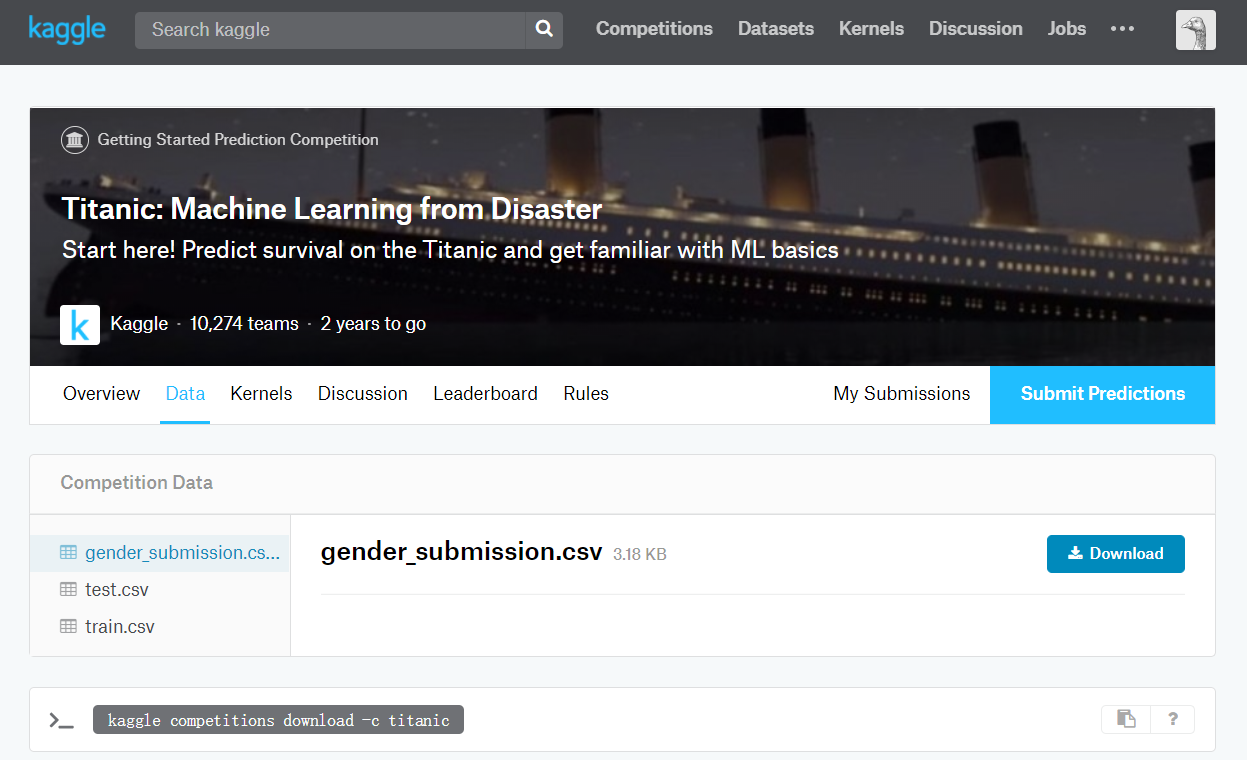 kaggle
Search kaggle
Competitions Datasets Kernels Discussion Jobs
Getting Started Prediction Competition
Titanic: Machine Learning from Disaster
Start here! Predict survival on the Titanic and get familiar with ML basics
k
Kaggle · 10,274 teams · 2 years to go
Overview Data Kernels Discussion Leaderboard Rules My Submissions Submit Predictions
Competition Data
gender_submission.cs...
gender_submission.csv 3.18 KB Download
test.csv
train.csv
>_ kaggle competitions download -c titanic ?